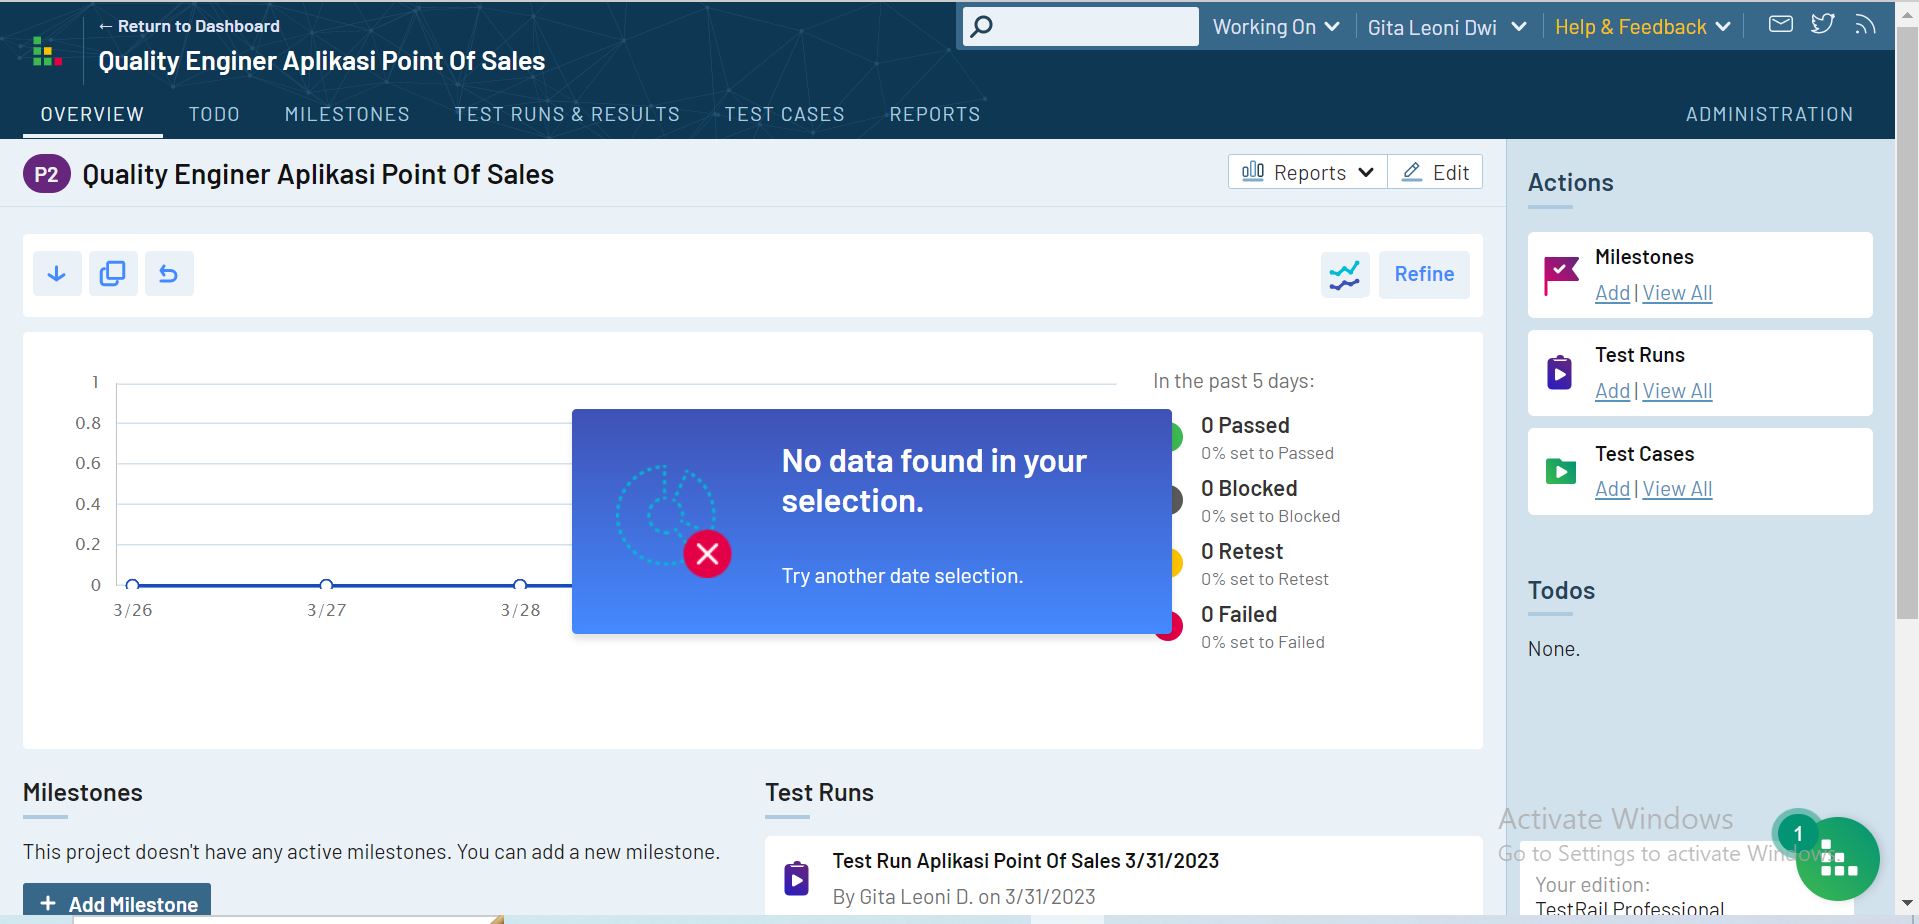 ← Return to Dashboard
Quality Enginer Aplikasi Point Of Sales
Working On
Gita Leoni Dwi
Help & Feedback
OVERVIEW
TODO
MILESTONES
TEST RUNS & RESULTS
TEST CASES
REPORTS
ADMINISTRATION
P2
Quality Enginer Aplikasi Point Of Sales
Reports
Edit
Refine
1
0.8
0.6
0.4
0.2
0
3/26
3/27
3/28
No data found in your
selection.
Try another date selection.
In the past 5 days:
0 Passed
0% set to Passed
0 Blocked
0% set to Blocked
0 Retest
0% set to Retest
0 Failed
0% set to Failed
Milestones
This project doesn't have any active milestones. You can add a new milestone.
+ Add Milestone
Test Runs
Test Run Aplikasi Point Of Sales 3/31/2023
By Gita Leoni D. on 3/31/2023
Actions
Milestones
Add | View All
Test Runs
Add | View All
Test Cases
Add | View All
Todos
None.
Activate Windows
Go to Settings to activate Windows.
1
Your edition:
TestRail Professional